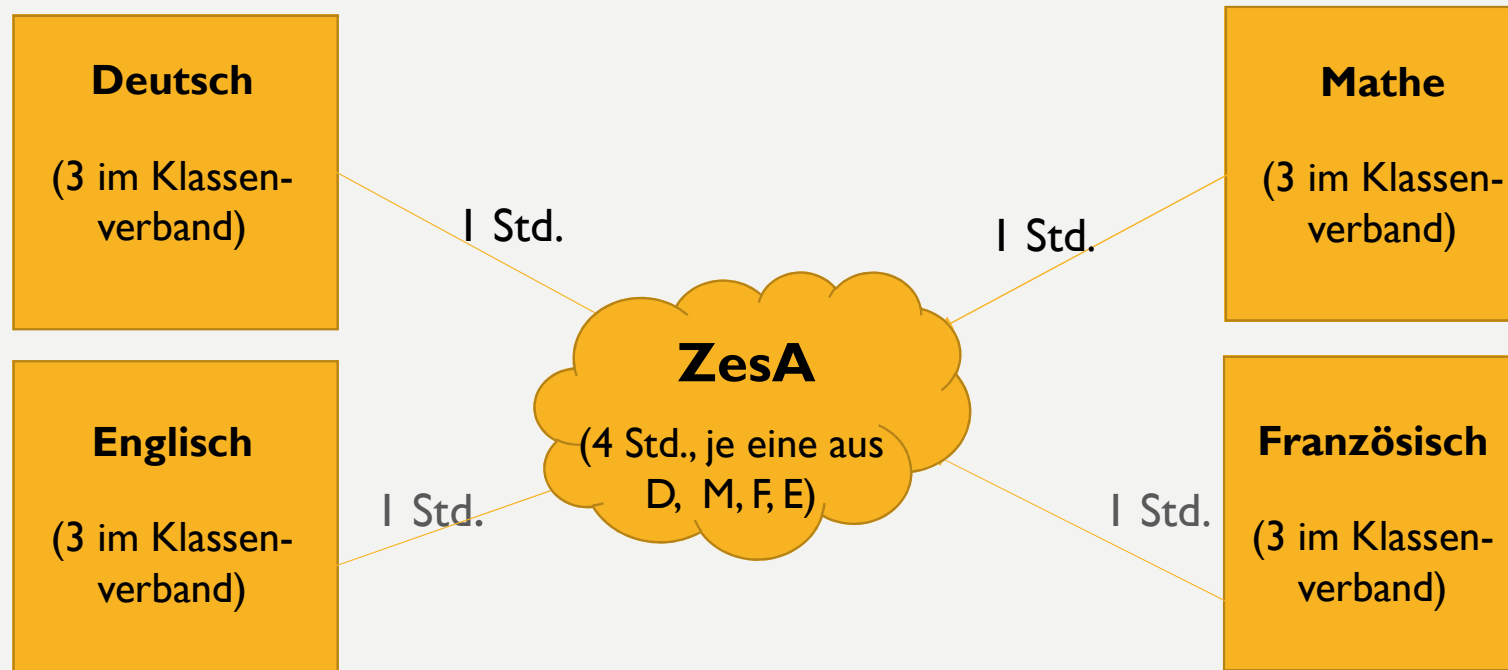 Deutsch
(3 im Klassen-
verband)
1 Std.
Mathe
(3 im Klassen-
verband)
1 Std.
ZesA
(4 Std., je eine aus
D, M, F, E)
Englisch
(3 im Klassen-
verband)
1 Std.
Französisch
(3 im Klassen-
verband)
1 Std.